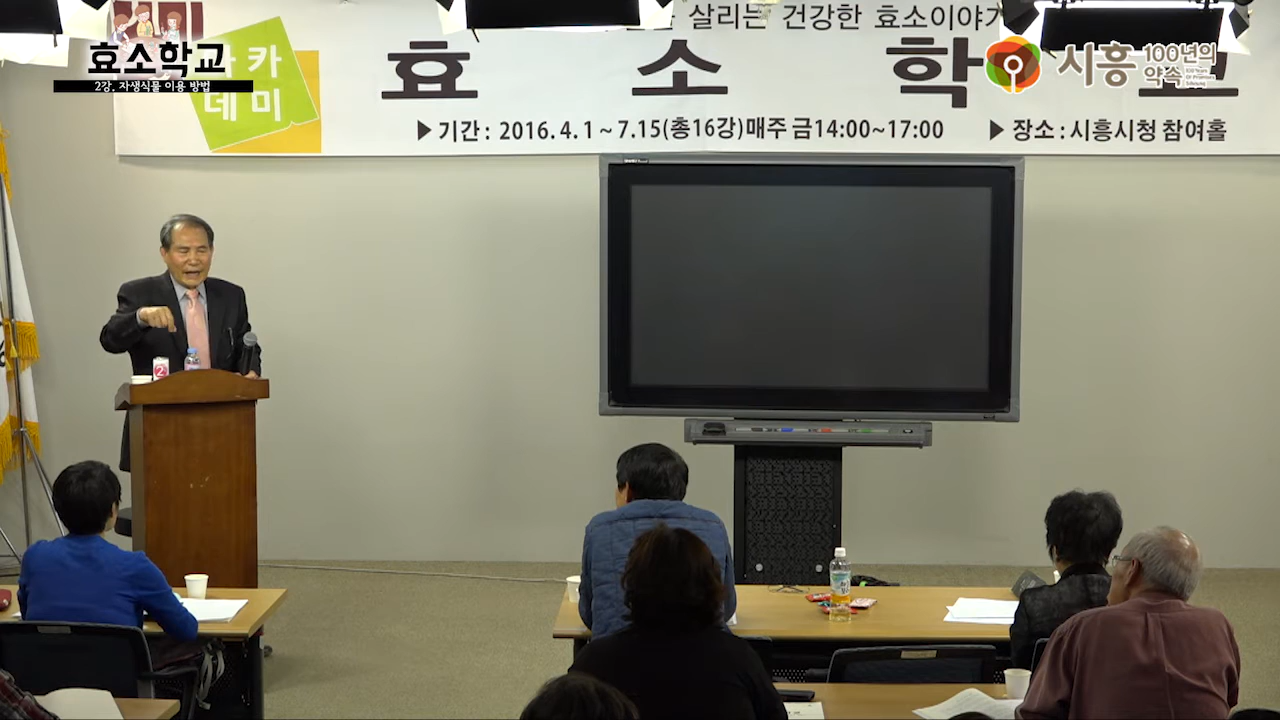 살리는 건강한 효소이야기
효소학교
2강. 자생식물 이용 방법
카
데미
효 소 학
시흥 100년의 약속
▶기간 : 2016. 4. 1 ~ 7. 15(총16강)매주 금14:00~17:00 ▶장소 : 시흥시청 참여홀
2